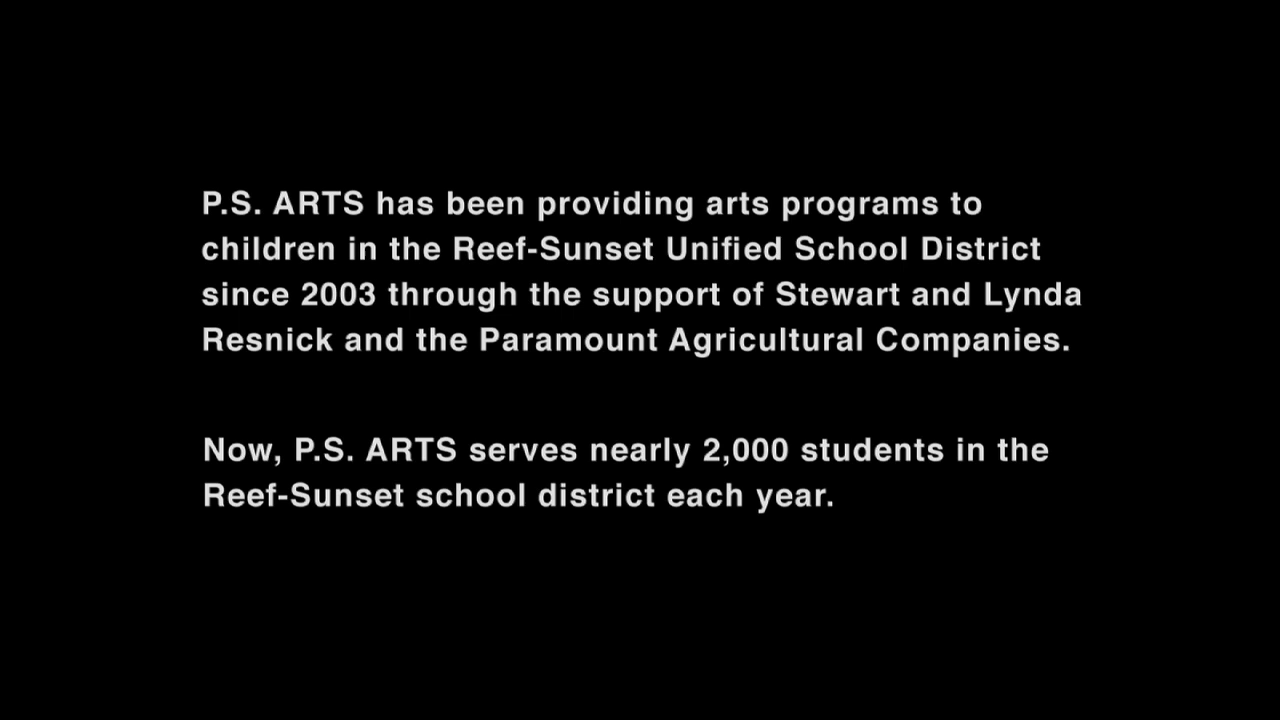 P.S. ARTS has been providing arts programs to
children in the Reef-Sunset Unified School District
since 2003 through the support of Stewart and Lynda
Resnick and the Paramount Agricultural Companies.
Now, P.S. ARTS serves nearly 2,000 students in the
Reef-Sunset school district each year.